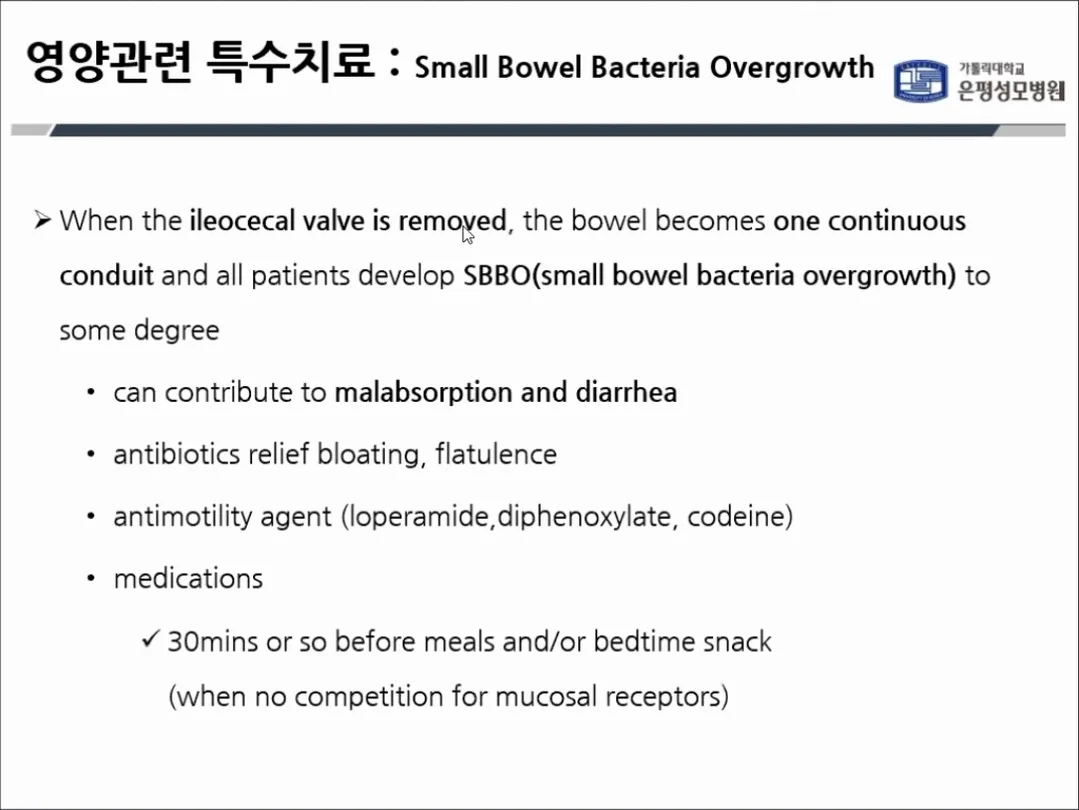 영양관련 특수치료 : Small Bowel Bacteria Overgrowth
가톨릭대학교
은평성모병원
➢ When the ileocecal valve is removed, the bowel becomes one continuous
conduit and all patients develop SBBO(small bowel bacteria overgrowth) to
some degree
• can contribute to malabsorption and diarrhea
• antibiotics relief bloating, flatulence
• antimotility agent (loperamide,diphenoxylate, codeine)
• medications
✓ 30mins or so before meals and/or bedtime snack
(when no competition for mucosal receptors)